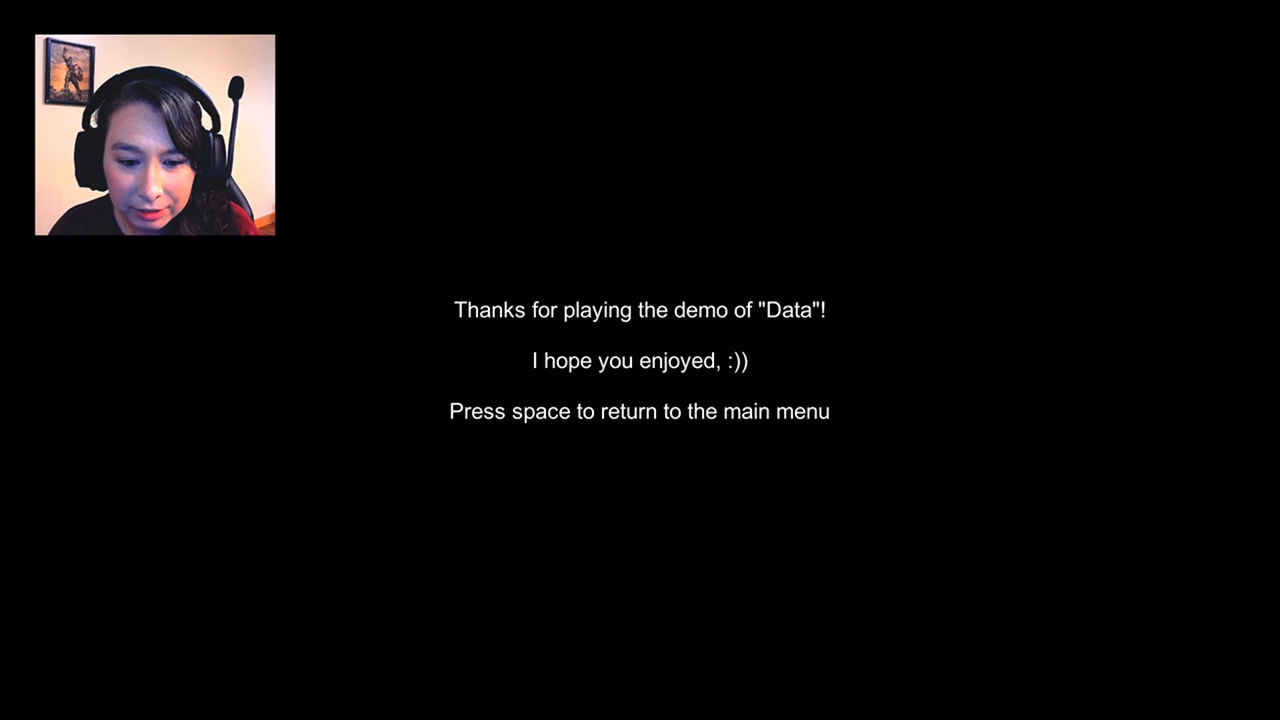 Thanks for playing the demo of "Data"!
I hope you enjoyed, :))
Press space to return to the main menu